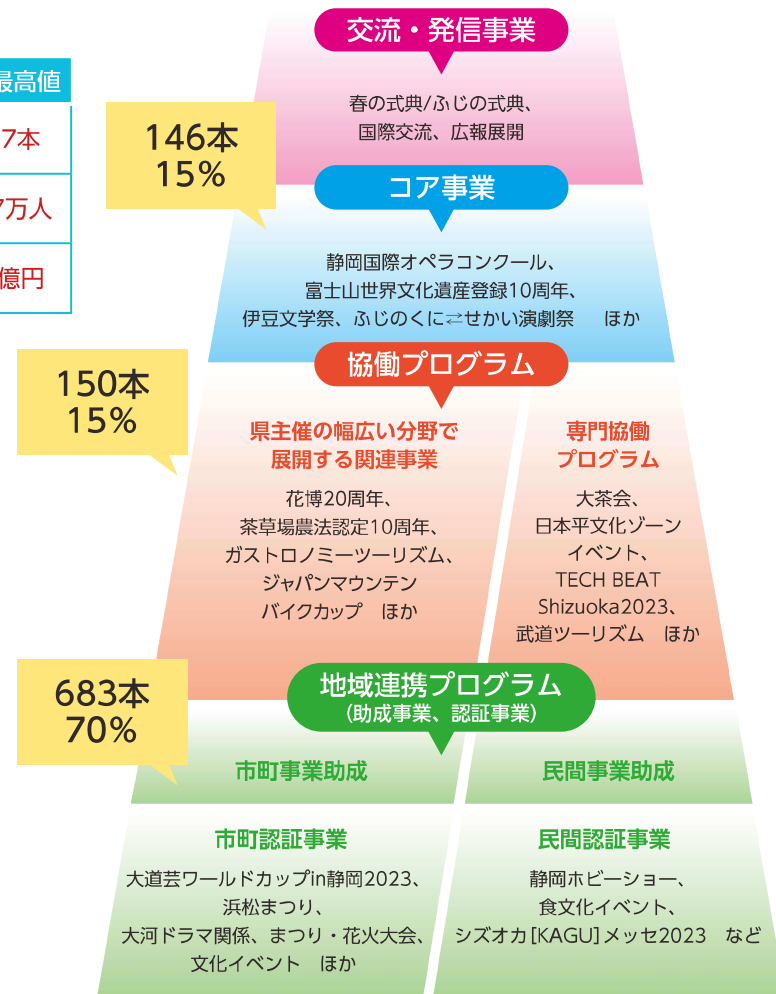 最高値
7本
7万人
億円
交流・発信事業
春の式典/ふじの式典、
国際交流、広報展開
146本
15%
コア事業
静岡国際オペラコンクール、
富士山世界文化遺産登録10周年、
伊豆文学祭、ふじのくに⇄せかい演劇祭　ほか
協働プログラム
150本
15%
県主催の幅広い分野で
展開する関連事業
花博20周年、
茶草場農法認定10周年、
ガストロノミーツーリズム、
ジャパンマウンテン
バイクカップ　ほか
専門協働
プログラム
大茶会、
日本平文化ゾーン
イベント、
TECH BEAT
Shizuoka2023、
武道ツーリズム　ほか
地域連携プログラム
(助成事業、認証事業)
683本
70%
市町事業助成
民間事業助成
市町認証事業
大道芸ワールドカップin静岡2023、
浜松まつり、
大河ドラマ関係、まつり・花火大会、
文化イベント　ほか
民間認証事業
静岡ホビーショー、
食文化イベント、
シズオカ[KAGU]メッセ2023　など